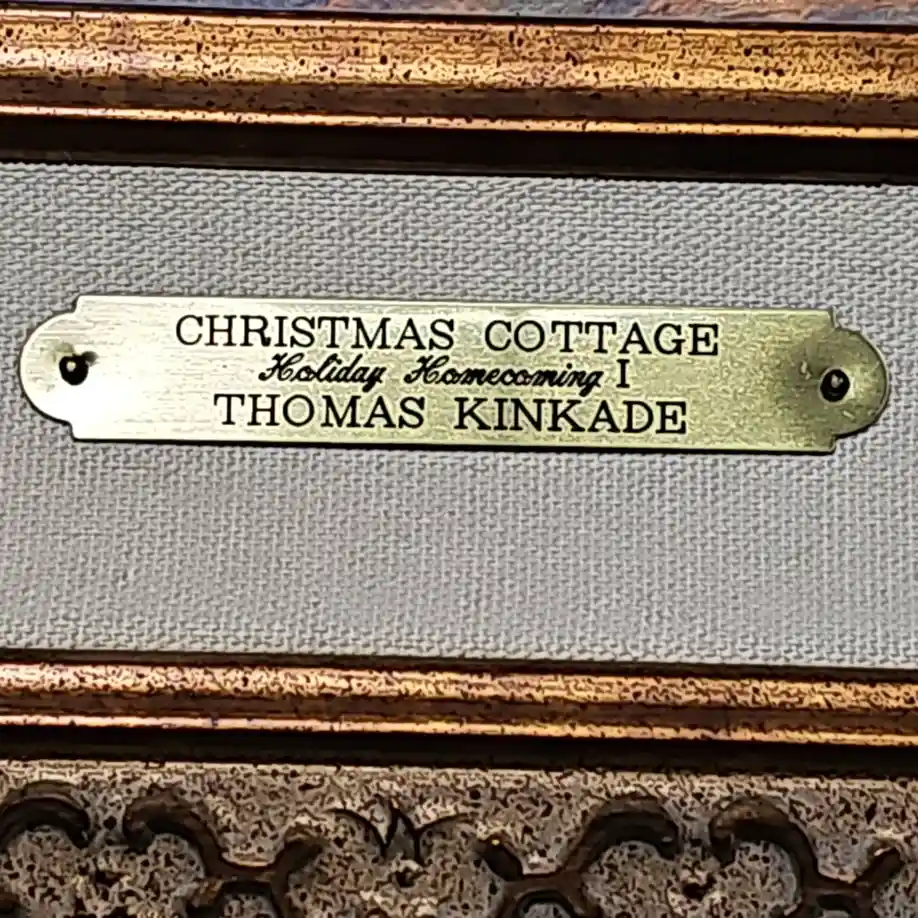 CHRISTMAS COTTAGE
Holiday Homecoming I
THOMAS KINKADE